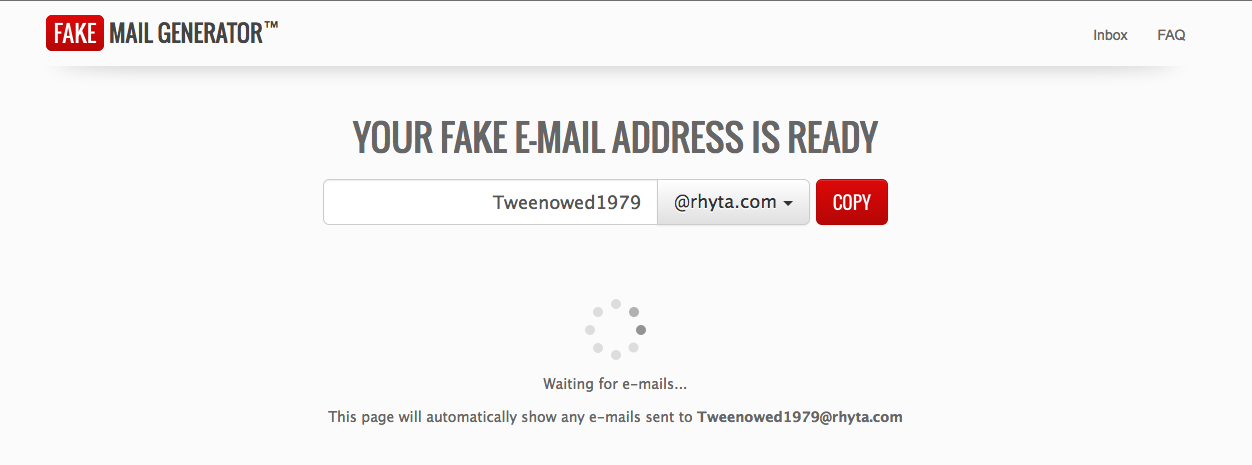 FAKE MAIL GENERATOR™
Inbox FAQ
YOUR FAKE E-MAIL ADDRESS IS READY
Tweenowed1979 @rhyta.com COPY
Waiting for e-mails...
This page will automatically show any e-mails sent to Tweenowed1979@rhyta.com